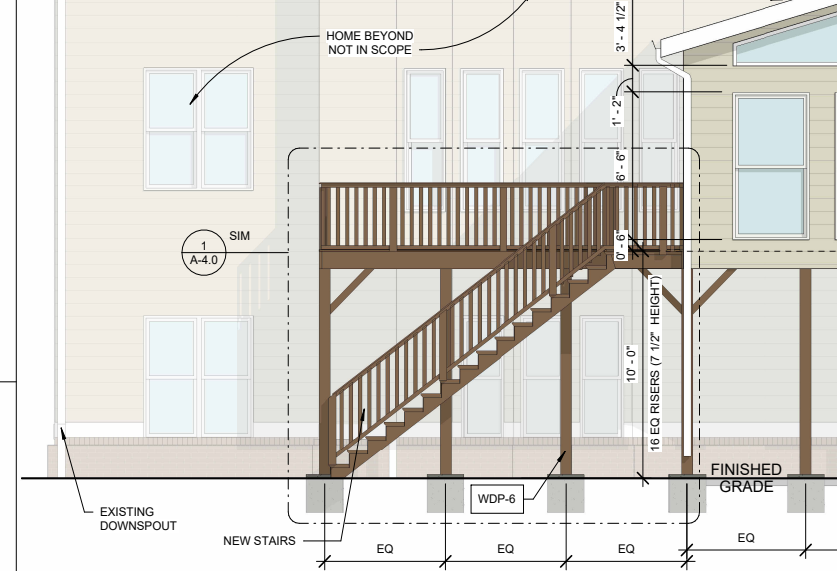 HOME BEYOND
NOT IN SCOPE
3' - 4 1/2"
1' - 2"
6' - 6"
0' - 6"
1
A-4.0
SIM
10' - 0"
16 EQ RISERS (7 1/2" HEIGHT)
FINISHED
GRADE
WDP-6
EXISTING
DOWNSPOUT
NEW STAIRS
EQ
EQ
EQ
EQ